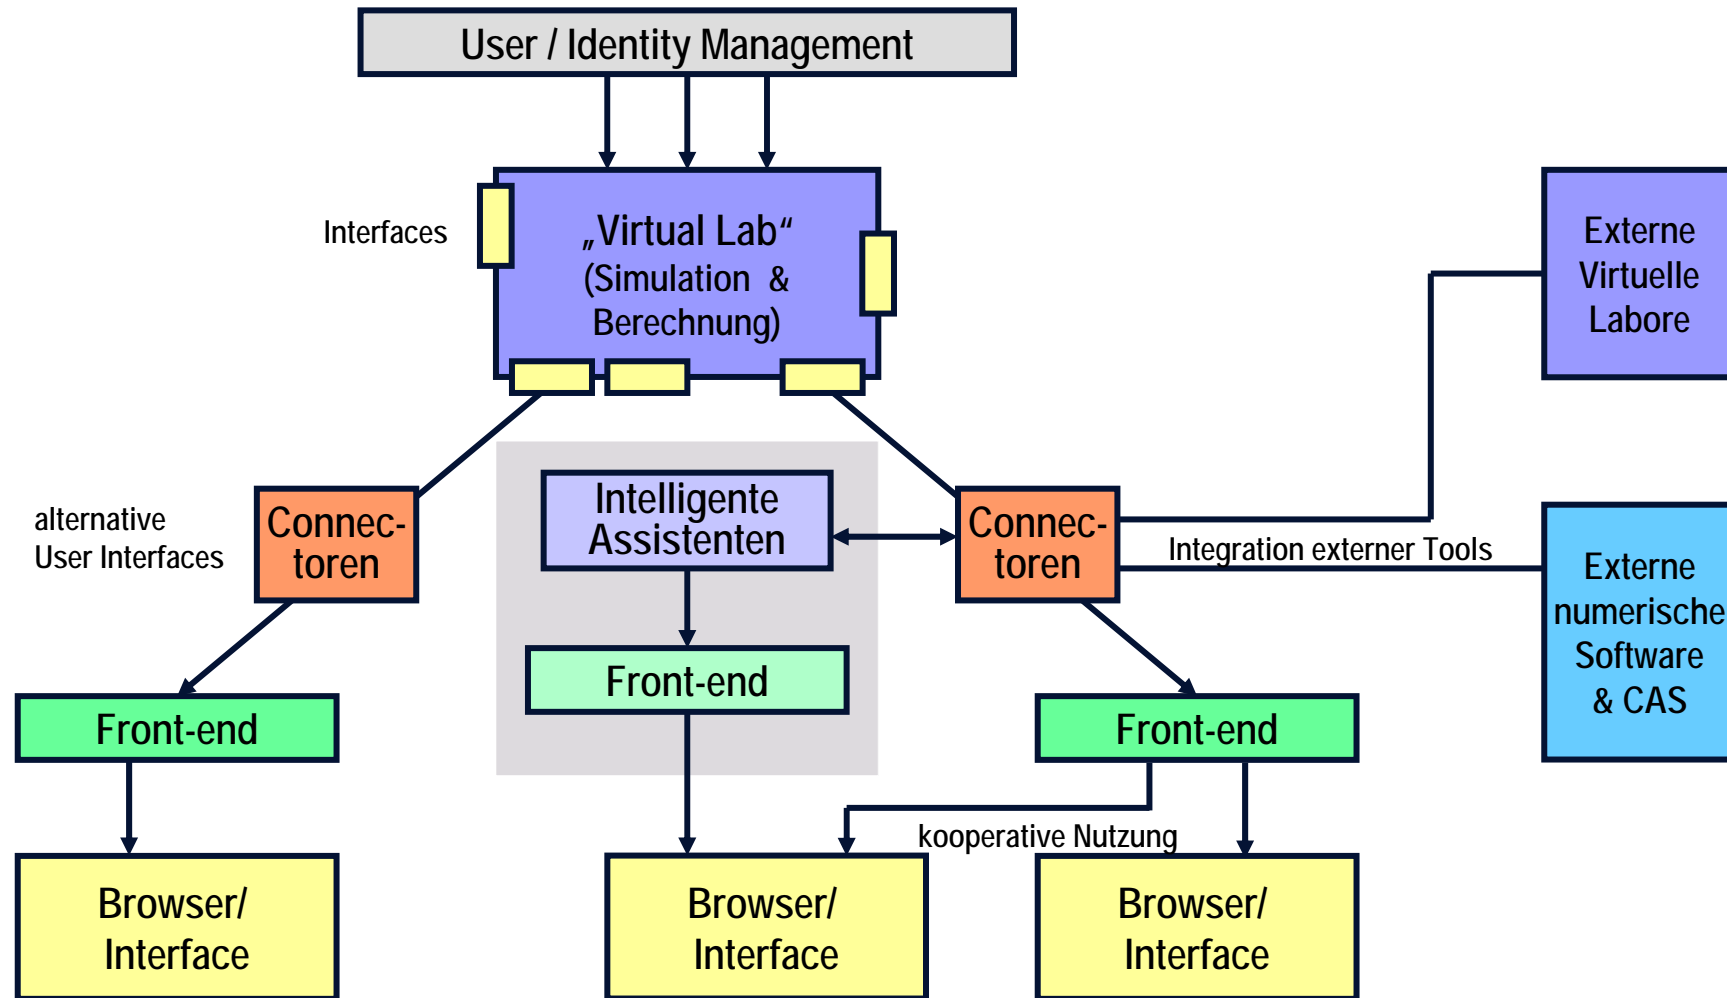 User / Identity Management
Interfaces
„Virtual Lab“
(Simulation &
Berechnung)
Externe
Virtuelle
Labore
alternative
User Interfaces
Connec-
toren
Intelligente
Assistenten
Connec-
toren
Integration externer Tools
Externe
numerische
Software
& CAS
Front-end
Front-end
Front-end
kooperative Nutzung
Browser/
Interface
Browser/
Interface
Browser/
Interface